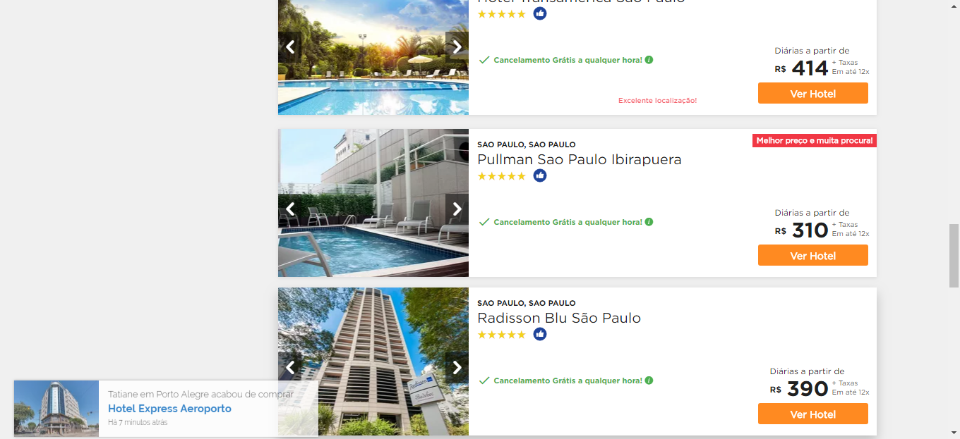 Hotel Transamerica São Paulo
Cancelamento Grátis a qualquer hora!
Diárias a partir de
R$ 414 + Taxas
Em até 12x
Ver Hotel
Excelente localização!
Melhor preço e muita procura!
SAO PAULO, SAO PAULO
Pullman Sao Paulo Ibirapuera
Cancelamento Grátis a qualquer hora!
Diárias a partir de
R$ 310 + Taxas
Em até 12x
Ver Hotel
SAO PAULO, SAO PAULO
Radisson Blu São Paulo
Cancelamento Grátis a qualquer hora!
Diárias a partir de
R$ 390 + Taxas
Em até 12x
Ver Hotel
Tatiane em Porto Alegre acabou de comprar
Hotel Express Aeroporto
Há 7 minutos atrás